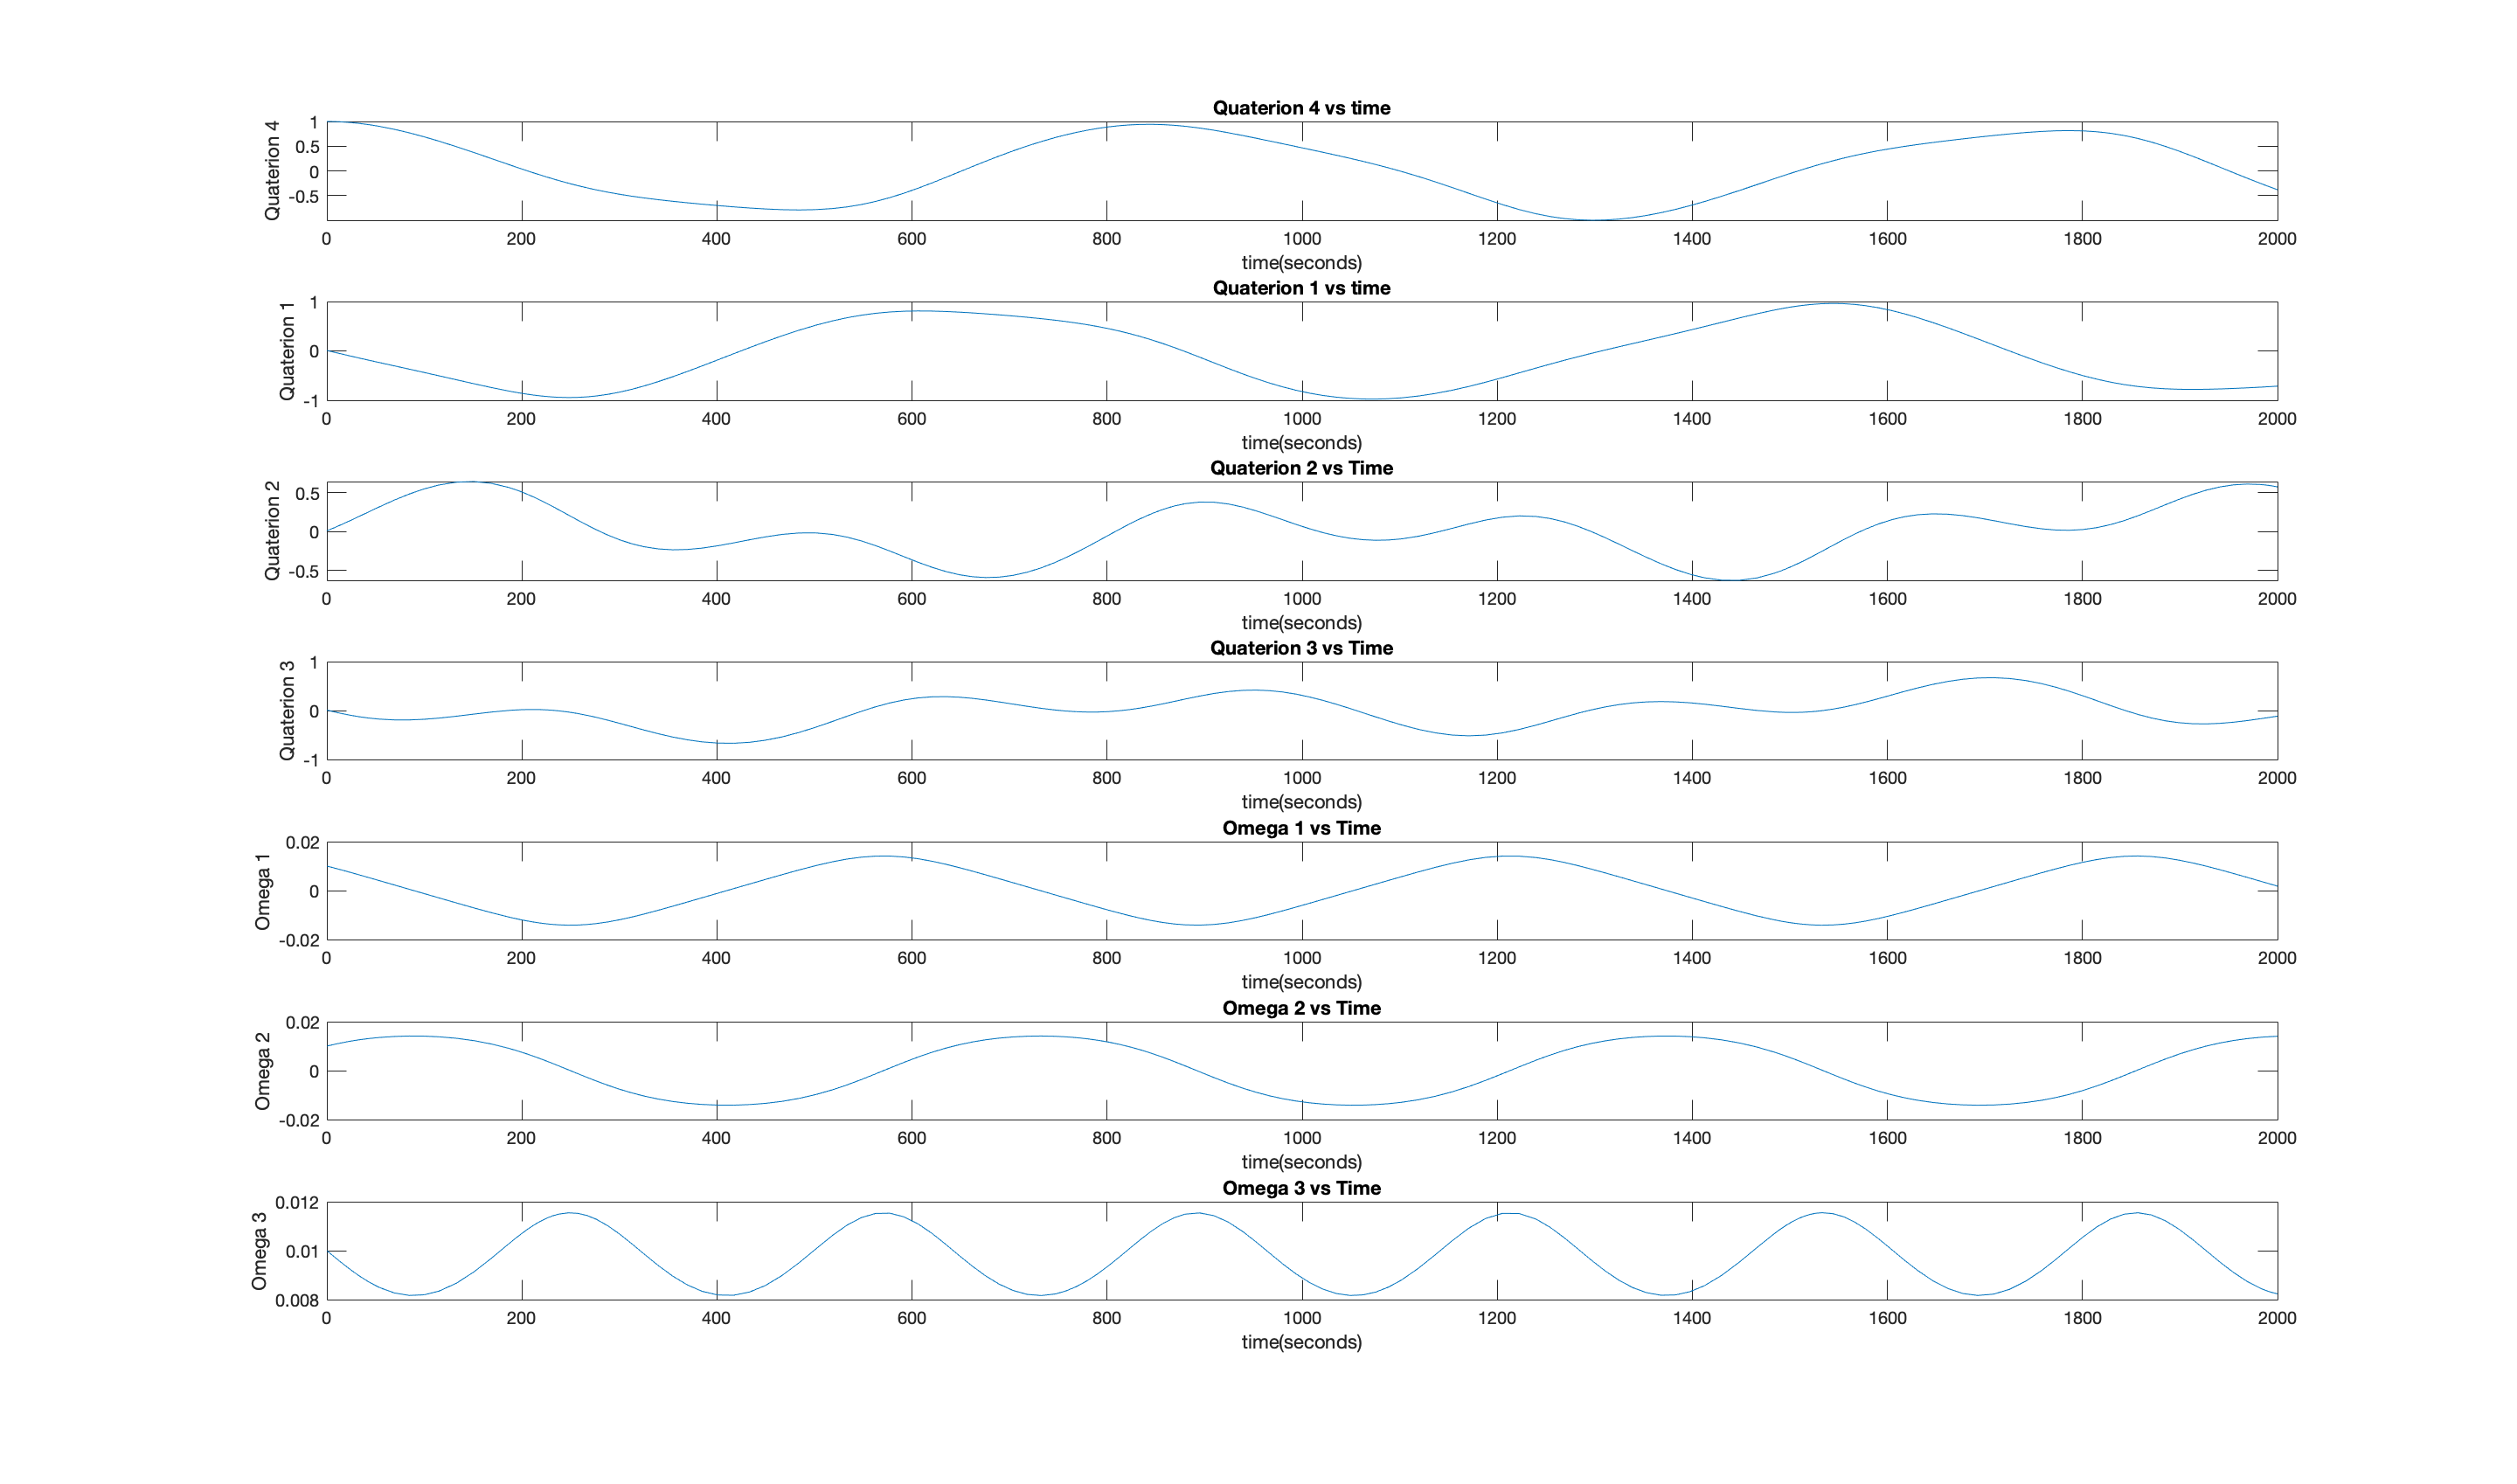 Quaterion 4 vs time
Quaterion 4
1
0.5
0
-0.5
0 200 400 600 800 1000 1200 1400 1600 1800 2000
time(seconds)
Quaterion 1 vs time
Quaterion 1
1
0
-1
0 200 400 600 800 1000 1200 1400 1600 1800 2000
time(seconds)
Quaterion 2 vs Time
Quaterion 2
0.5
0
-0.5
0 200 400 600 800 1000 1200 1400 1600 1800 2000
time(seconds)
Quaterion 3 vs Time
Quaterion 3
1
0
-1
0 200 400 600 800 1000 1200 1400 1600 1800 2000
time(seconds)
Omega 1 vs Time
Omega 1
0.02
0
-0.02
0 200 400 600 800 1000 1200 1400 1600 1800 2000
time(seconds)
Omega 2 vs Time
Omega 2
0.02
0
-0.02
0 200 400 600 800 1000 1200 1400 1600 1800 2000
time(seconds)
Omega 3 vs Time
Omega 3
0.012
0.01
0.008
0 200 400 600 800 1000 1200 1400 1600 1800 2000
time(seconds)